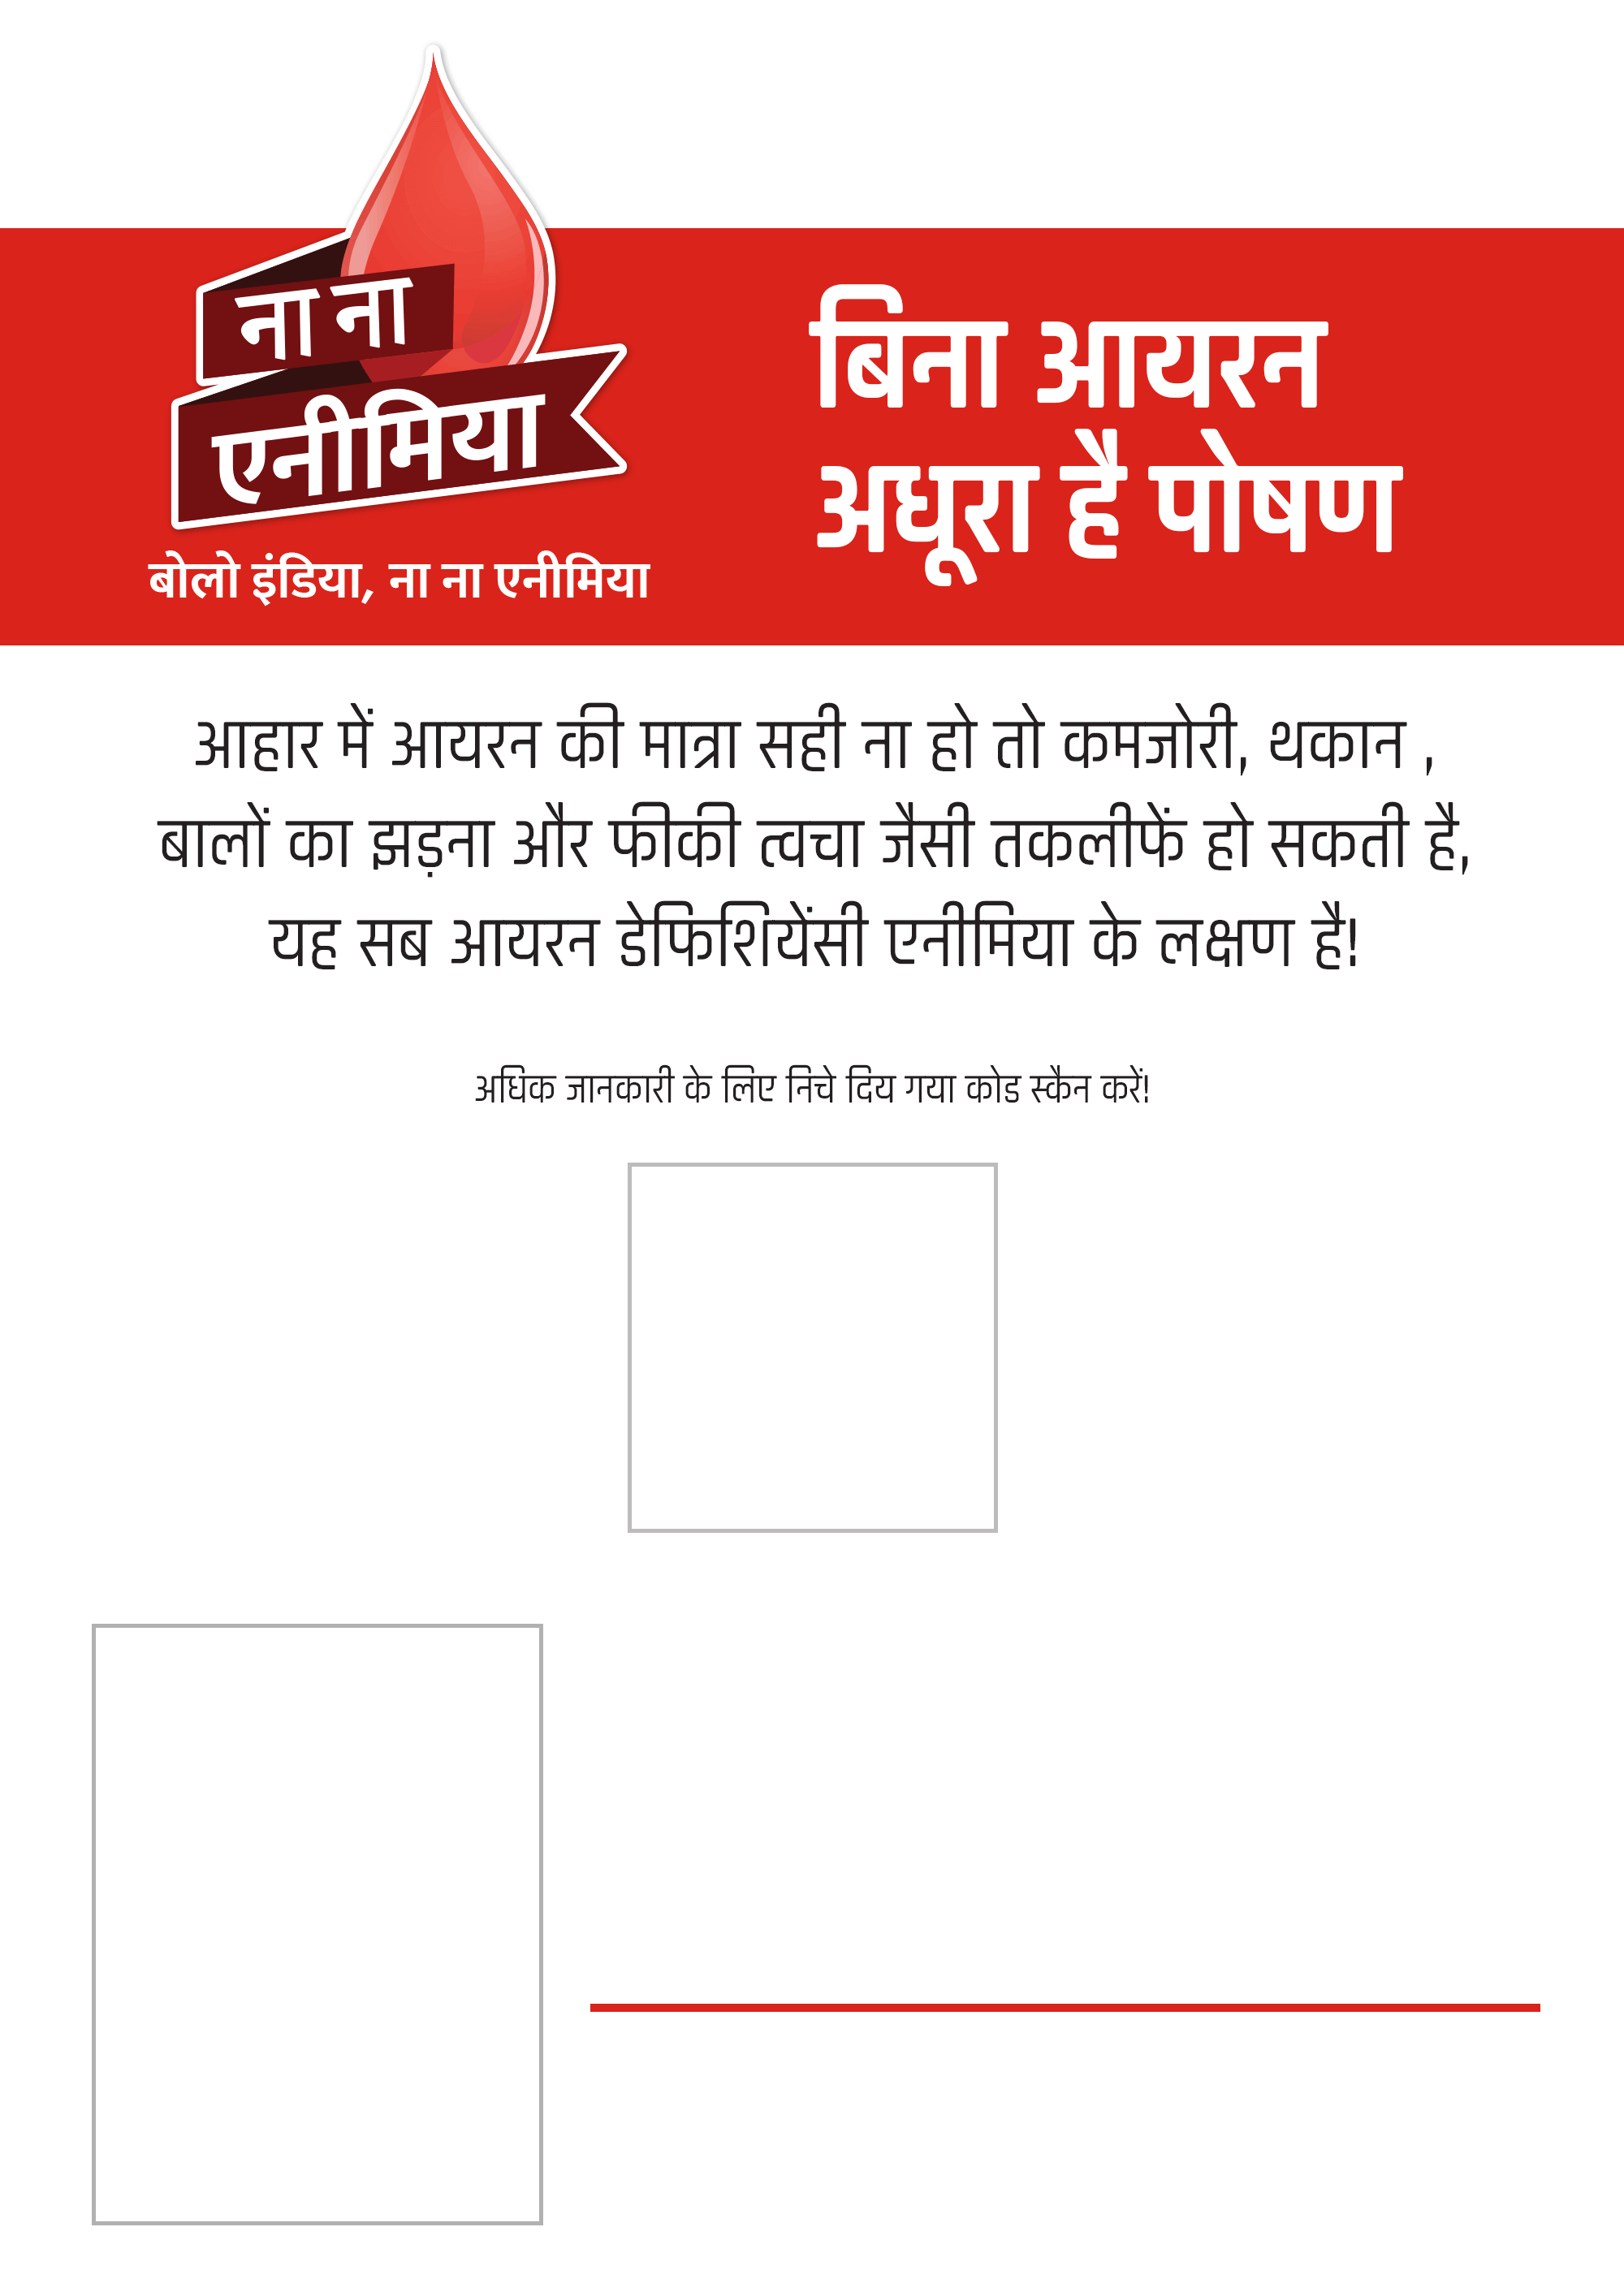 ना ना
एनीमिया
बोलो इंडिया, ना ना एनीमिया
बिना आयरन
अधूरा है पोषण
आहार में आयरन की मात्रा सही ना हो तो कमजोरी, थकान ,
बालों का झड़ना और फीकी त्वचा जैसी तकलीफें हो सकती है,
यह सब आयरन डेफिशियेंसी एनीमिया के लक्षण है!
अधिक जानकारी के लिए निचे दिय गया कोड स्कैन करें!